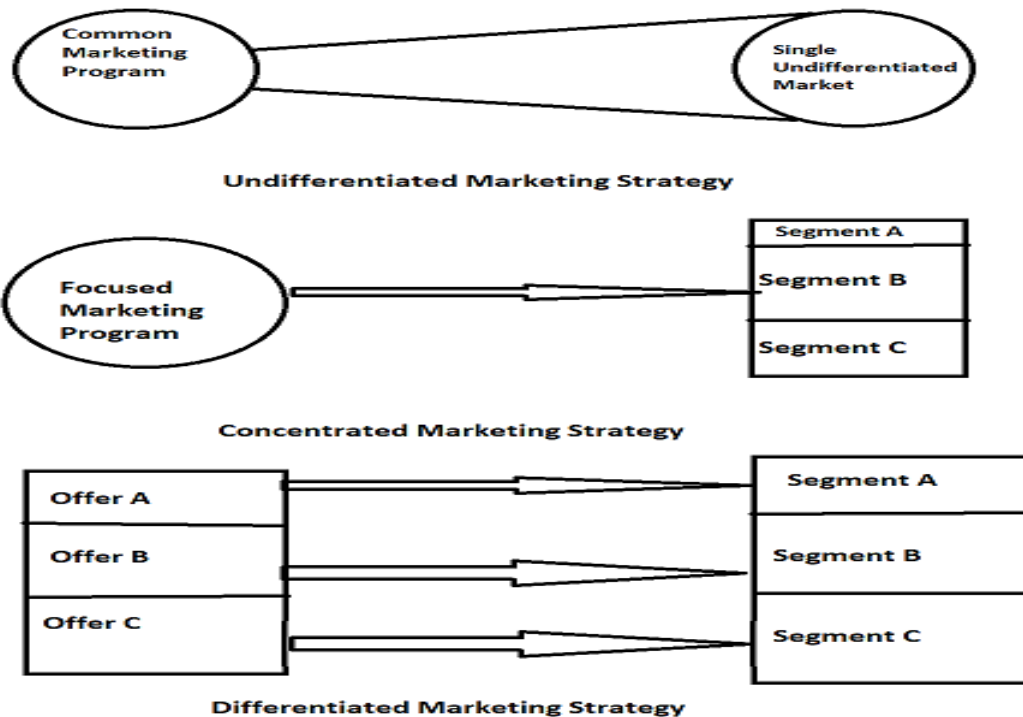 Common
Marketing
Program
Single
Undifferentiated
Market
Undifferentiated Marketing Strategy
Focused
Marketing
Program
Segment A
Segment B
Segment C
Concentrated Marketing Strategy
Offer A
Offer B
Offer C
Segment A
Segment B
Segment C
Differentiated Marketing Strategy